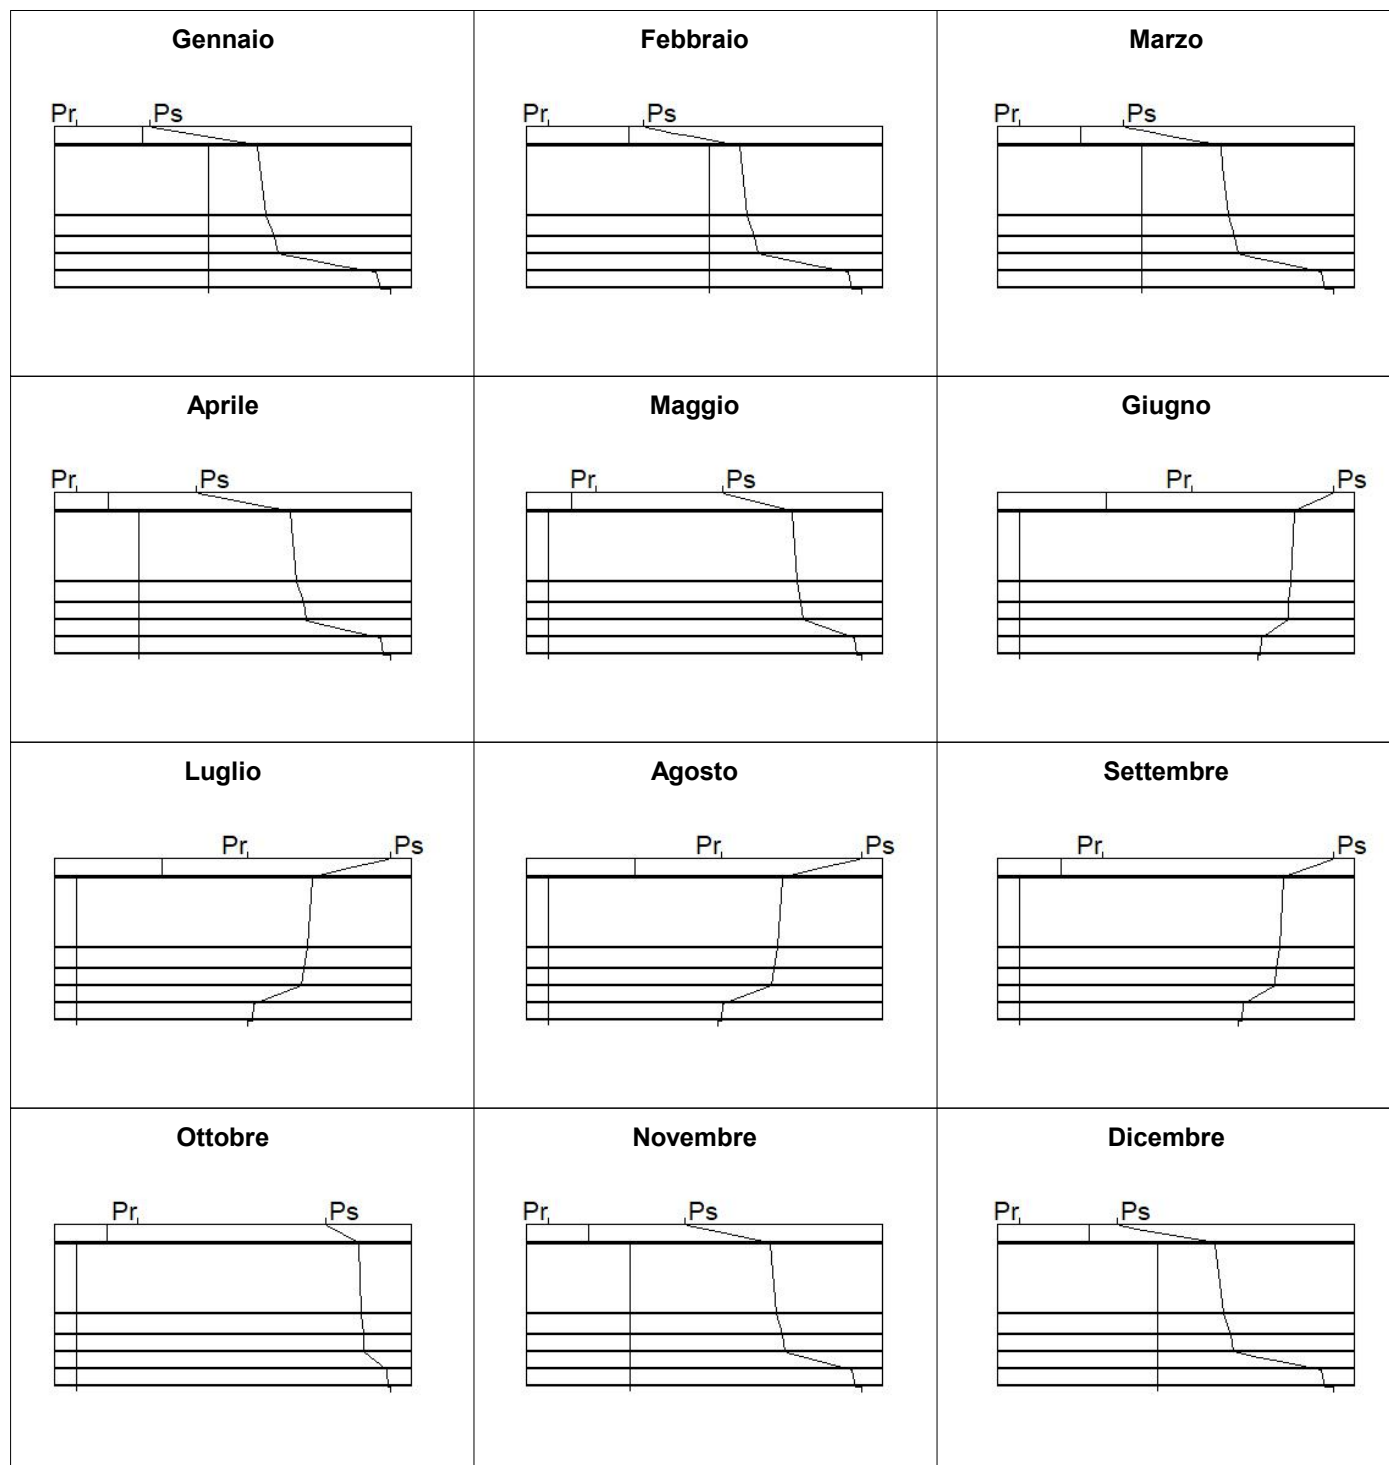 Gennaio Febbraio Marzo
Pr Ps Pr Ps Pr Ps
Aprile Maggio Giugno
Pr Ps Pr Ps Pr Ps
Luglio Agosto Settembre
Pr Ps Pr Ps Pr Ps
Ottobre Novembre Dicembre
Pr Ps Pr Ps Pr Ps